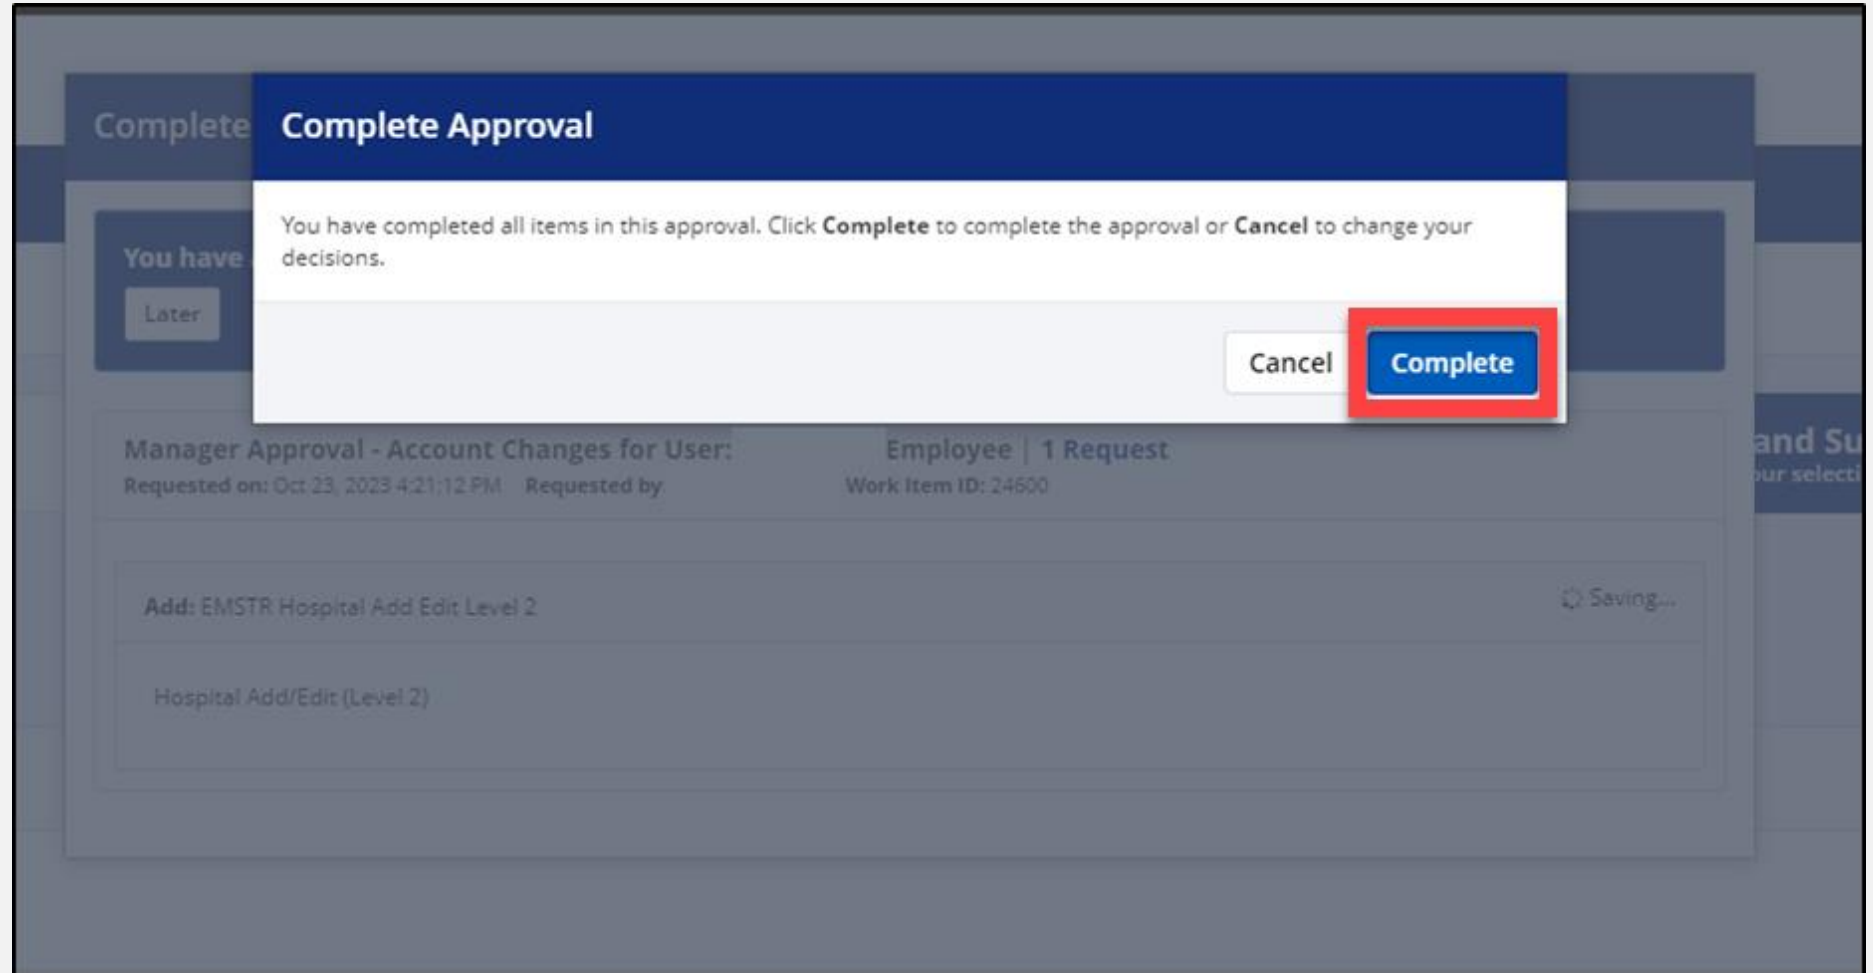 Complete
Complete Approval
You have completed all items in this approval. Click Complete to complete the approval or Cancel to change your
decisions.
You have
Later
Cancel
Complete
Manager Approval - Account Changes for User: Employee | 1 Request
Requested on: Oct 23, 2023 4:21:12 PM Requested by Work Item ID: 24600
and Su
our selecti
Add: EMSTR Hospital Add Edit Level 2
Saving...
Hospital Add/Edit (Level 2)